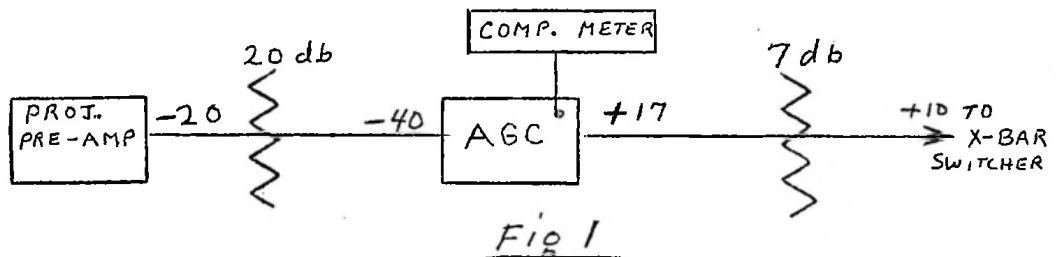 COMP. METER
20 db
7 db
PROJ.
PRE-AMP
-20
-40
AGC
+17
+10 TO
X-BAR
SWITCHER
Fig 1